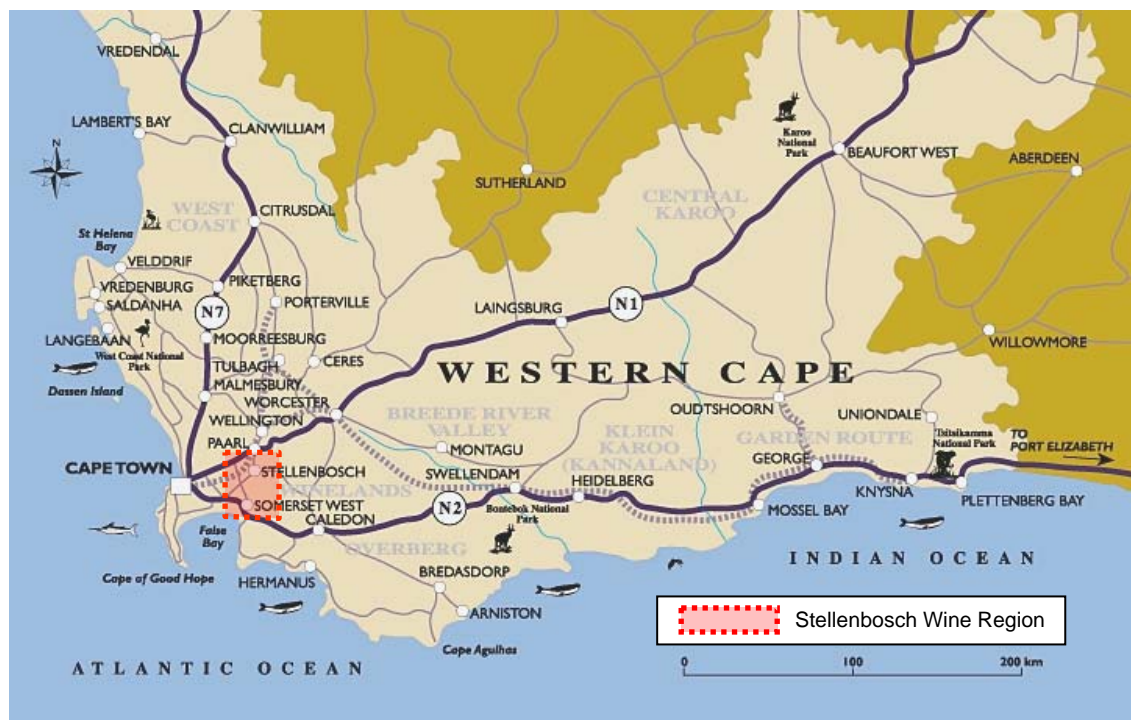 VREDENDAL
LAMBERT'S BAY
CLANWILLIAM
Karoo
National
Park
BEAUFORT WEST
ABERDEEN
N
SUTHERLAND
CENTRAL
KAROO
WEST
COAST
CITRUSDAL
St Helena
Bay
VELDDRIF
VREDENBURG
SALDANHA
PIKETBERG
PORTERVILLE
N7
LAINGSBURG
N1
LANGEBAAN
West Coast National
Park
MOORREESBURG
TULBAGH
CERES
WILLOWMORE
Dassen Island
MALMESBURY
WESTERN CAPE
WORCESTER
WELLINGTON
BREEDE RIVER
VALLEY
OUDTSHOORN
UNIONDALE
Tsitsikamma
National Park
PAARL
MONTAGU
KLEIN
KAROO
(KANNALAND)
GARDEN ROUTE
TO
PORT ELIZABETH
CAPE TOWN
STELLENBOSCH
SWELLENDAM
HEIDELBERG
GEORGE
KNYSNA
PLETTENBERG BAY
WINELANDS
SOMERSET WEST
N2
Bontebok National
Park
MOSSEL BAY
CALEDON
False
Bay
OVERBERG
INDIAN OCEAN
Cape of Good Hope
HERMANUS
BREDASDORP
ARNISTON
Cape Agulhas
Stellenbosch Wine Region
ATLANTIC OCEAN
0 100 200 km